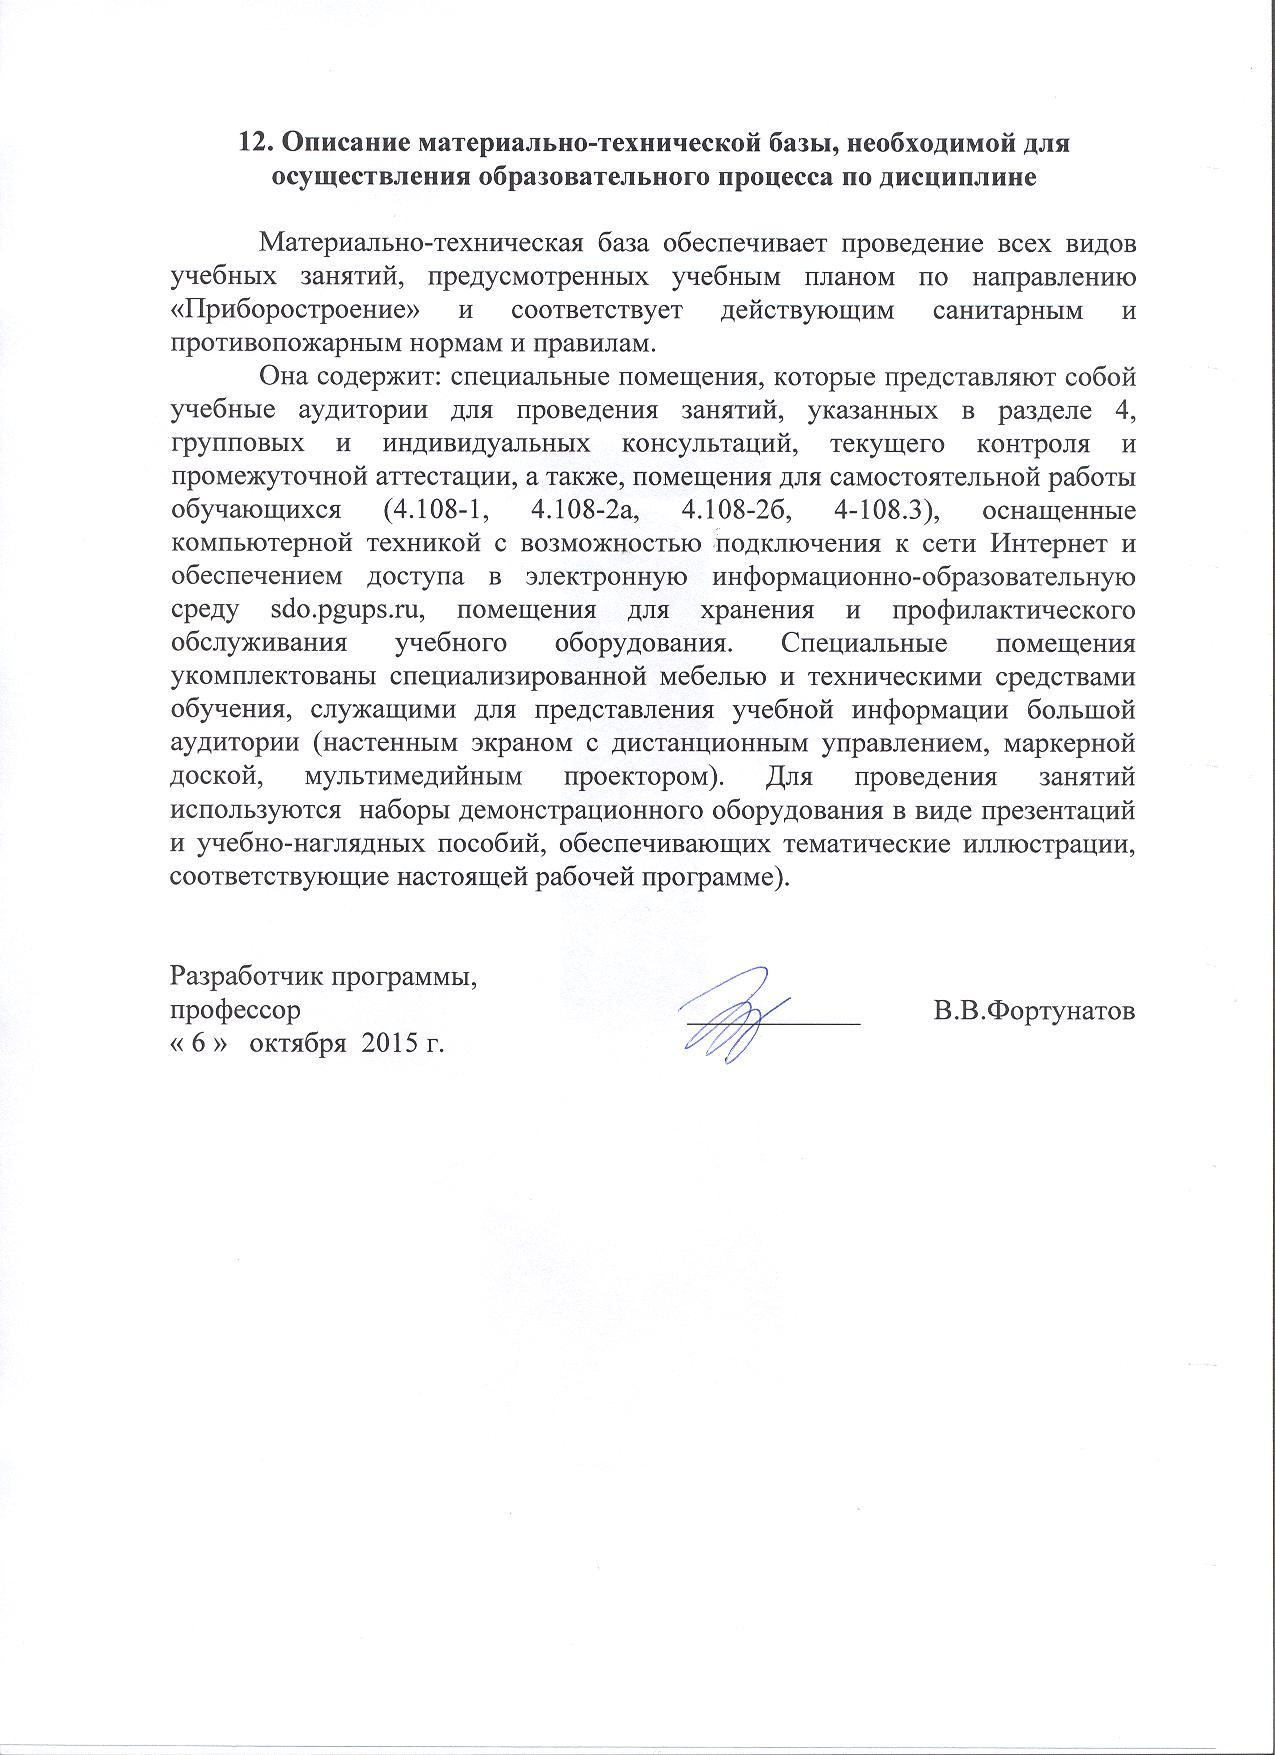 12. Описание материально-технической базы, необходимой для
осуществления образовательного процесса по дисциплине
Материально-техническая база обеспечивает проведение всех видов
учебных занятий, предусмотренных учебным планом по направлению
«Приборостроение» и соответствует действующим санитарным и
противопожарным нормам и правилам.
Она содержит: специальные помещения, которые представляют собой
учебные аудитории для проведения занятий, указанных в разделе 4,
групповых и индивидуальных консультаций, текущего контроля и
промежуточной аттестации, а также, помещения для самостоятельной работы
обучающихся (4.108-1, 4.108-2а, 4.108-2б, 4-108.3), оснащенные
компьютерной техникой с возможностью подключения к сети Интернет и
обеспечением доступа в электронную информационно-образовательную
среду sdo.pgups.ru, помещения для хранения и профилактического
обслуживания учебного оборудования. Специальные помещения
укомплектованы специализированной мебелью и техническими средствами
обучения, служащими для представления учебной информации большой
аудитории (настенным экраном с дистанционным управлением, маркерной
доской, мультимедийным проектором). Для проведения занятий
используются наборы демонстрационного оборудования в виде презентаций
и учебно-наглядных пособий, обеспечивающих тематические иллюстрации,
соответствующие настоящей рабочей программе).
Разработчик программы,
профессор ____________ В.В.Фортунатов
« 6 » октября 2015 г.